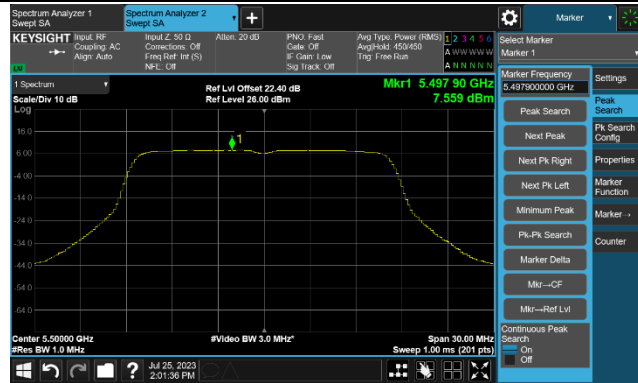 Spectrum Analyzer 1
Swept SA
Spectrum Analyzer 2
Swept SA
+
Marker
KEYSIGHT
Input: RF
Coupling: AC
Align: Auto
Input Z: 50 Ω
Corrections: Off
Freq Ref: Int (S)
NFE: Off
Atten: 20 dB
PNO: Fast
Gate: Off
IF Gain: Low
Sig Track: Off
Avg Type: Power (RMS)
Avg|Hold: 450/450
Trig: Free Run
1 2 3 4 5 6
A W W W W W
A N N N N N
LXI
Select Marker
Marker 1
1 Spectrum
Scale/Div 10 dB
Log
Ref Lvl Offset 22.40 dB
Ref Level 26.00 dBm
Mkr1 5.497 90 GHz
7.559 dBm
16.0
6.00
-4.00
-14.0
-24.0
-34.0
-44.0
-54.0
-64.0
1
Center 5.50000 GHz
#Res BW 1.0 MHz
#Video BW 3.0 MHz*
Span 30.00 MHz
Sweep 1.00 ms (201 pts)
Marker Frequency
5.497900000 GHz
Peak Search
Next Peak
Next Pk Right
Next Pk Left
Minimum Peak
Pk-Pk Search
Marker Delta
Mkr→CF
Mkr→Ref Lvl
Continuous Peak
Search
On
Off
Settings
Peak
Search
Pk Search
Config
Properties
Marker
Function
Marker→
Counter
?
Jul 25, 2023
2:01:36 PM